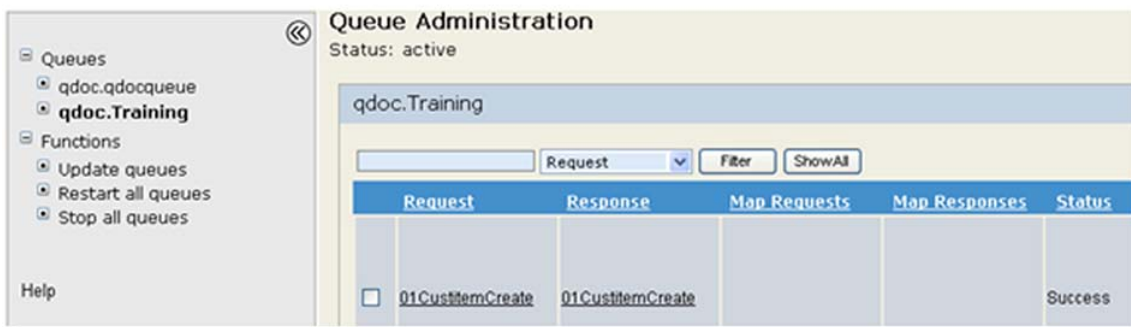 Queues
qdoc.qdocqueue
qdoc.Training
Functions
Update queues
Restart all queues
Stop all queues
Help
Queue Administration
Status: active
qdoc.Training
Request Filter ShowAll
Request Response Map Requests Map Responses Status
01CustitemCreate 01CustitemCreate Success